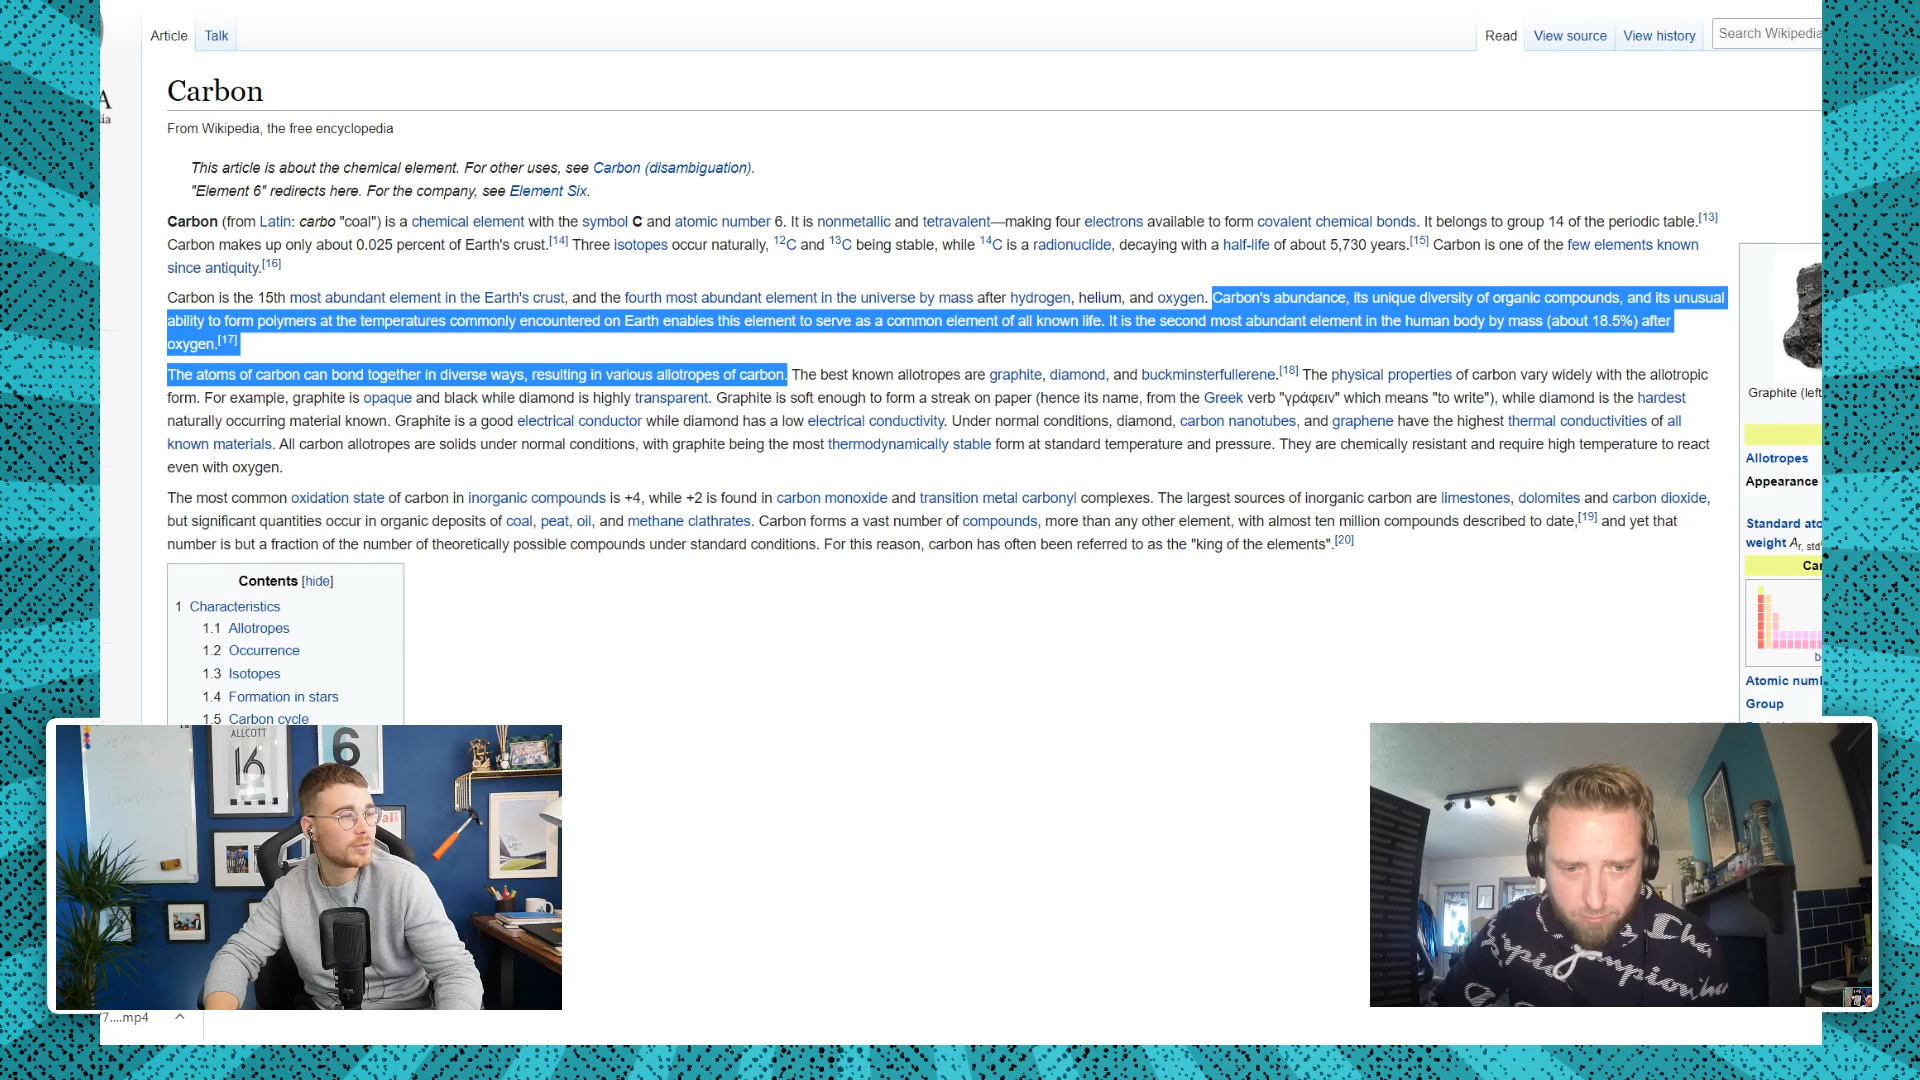 Article Talk Read View source View history Search Wikipedia
A
ia
Carbon
From Wikipedia, the free encyclopedia
This article is about the chemical element. For other uses, see Carbon (disambiguation).
"Element 6" redirects here. For the company, see Element Six.
Carbon (from Latin: carbo "coal") is a chemical element with the symbol C and atomic number 6. It is nonmetallic and tetravalent—making four electrons available to form covalent chemical bonds. It belongs to group 14 of the periodic table.[13]
Carbon makes up only about 0.025 percent of Earth's crust.[14] Three isotopes occur naturally, 12C and 13C being stable, while 14C is a radionuclide, decaying with a half-life of about 5,730 years.[15] Carbon is one of the few elements known
since antiquity.[16]
Carbon is the 15th most abundant element in the Earth's crust, and the fourth most abundant element in the universe by mass after hydrogen, helium, and oxygen. Carbon's abundance, its unique diversity of organic compounds, and its unusual
ability to form polymers at the temperatures commonly encountered on Earth enables this element to serve as a common element of all known life. It is the second most abundant element in the human body by mass (about 18.5%) after
oxygen.[17]
The atoms of carbon can bond together in diverse ways, resulting in various allotropes of carbon. The best known allotropes are graphite, diamond, and buckminsterfullerene.[18] The physical properties of carbon vary widely with the allotropic
form. For example, graphite is opaque and black while diamond is highly transparent. Graphite is soft enough to form a streak on paper (hence its name, from the Greek verb "γράφειν" which means "to write"), while diamond is the hardest
naturally occurring material known. Graphite is a good electrical conductor while diamond has a low electrical conductivity. Under normal conditions, diamond, carbon nanotubes, and graphene have the highest thermal conductivities of all
known materials. All carbon allotropes are solids under normal conditions, with graphite being the most thermodynamically stable form at standard temperature and pressure. They are chemically resistant and require high temperature to react
even with oxygen.
The most common oxidation state of carbon in inorganic compounds is +4, while +2 is found in carbon monoxide and transition metal carbonyl complexes. The largest sources of inorganic carbon are limestones, dolomites and carbon dioxide,
but significant quantities occur in organic deposits of coal, peat, oil, and methane clathrates. Carbon forms a vast number of compounds, more than any other element, with almost ten million compounds described to date,[19] and yet that
number is but a fraction of the number of theoretically possible compounds under standard conditions. For this reason, carbon has often been referred to as the "king of the elements".[20]
Graphite (left
Allotropes
Appearance
Standard ato
weight Ar, std
Car
b
Atomic num
Group
Contents [hide]
1 Characteristics
1.1 Allotropes
1.2 Occurrence
1.3 Isotopes
1.4 Formation in stars
1.5 Carbon cycle
ALLCOTT
16
6
all
Cha
Champion
7....mp4